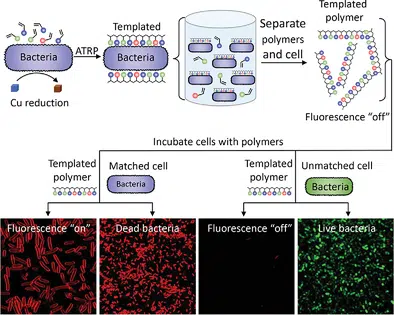 Templated
Bacteria
ATRP
Bacteria
Cu reduction
Separate
polymers
and cell
Templated
polymer
Fluorescence "off"
Incubate cells with polymers
Templated
polymer
Matched cell
Bacteria
Templated
polymer
Unmatched cell
Bacteria
Fluorescence "on"
Dead bacteria
Fluorescence "off"
Live bacteria